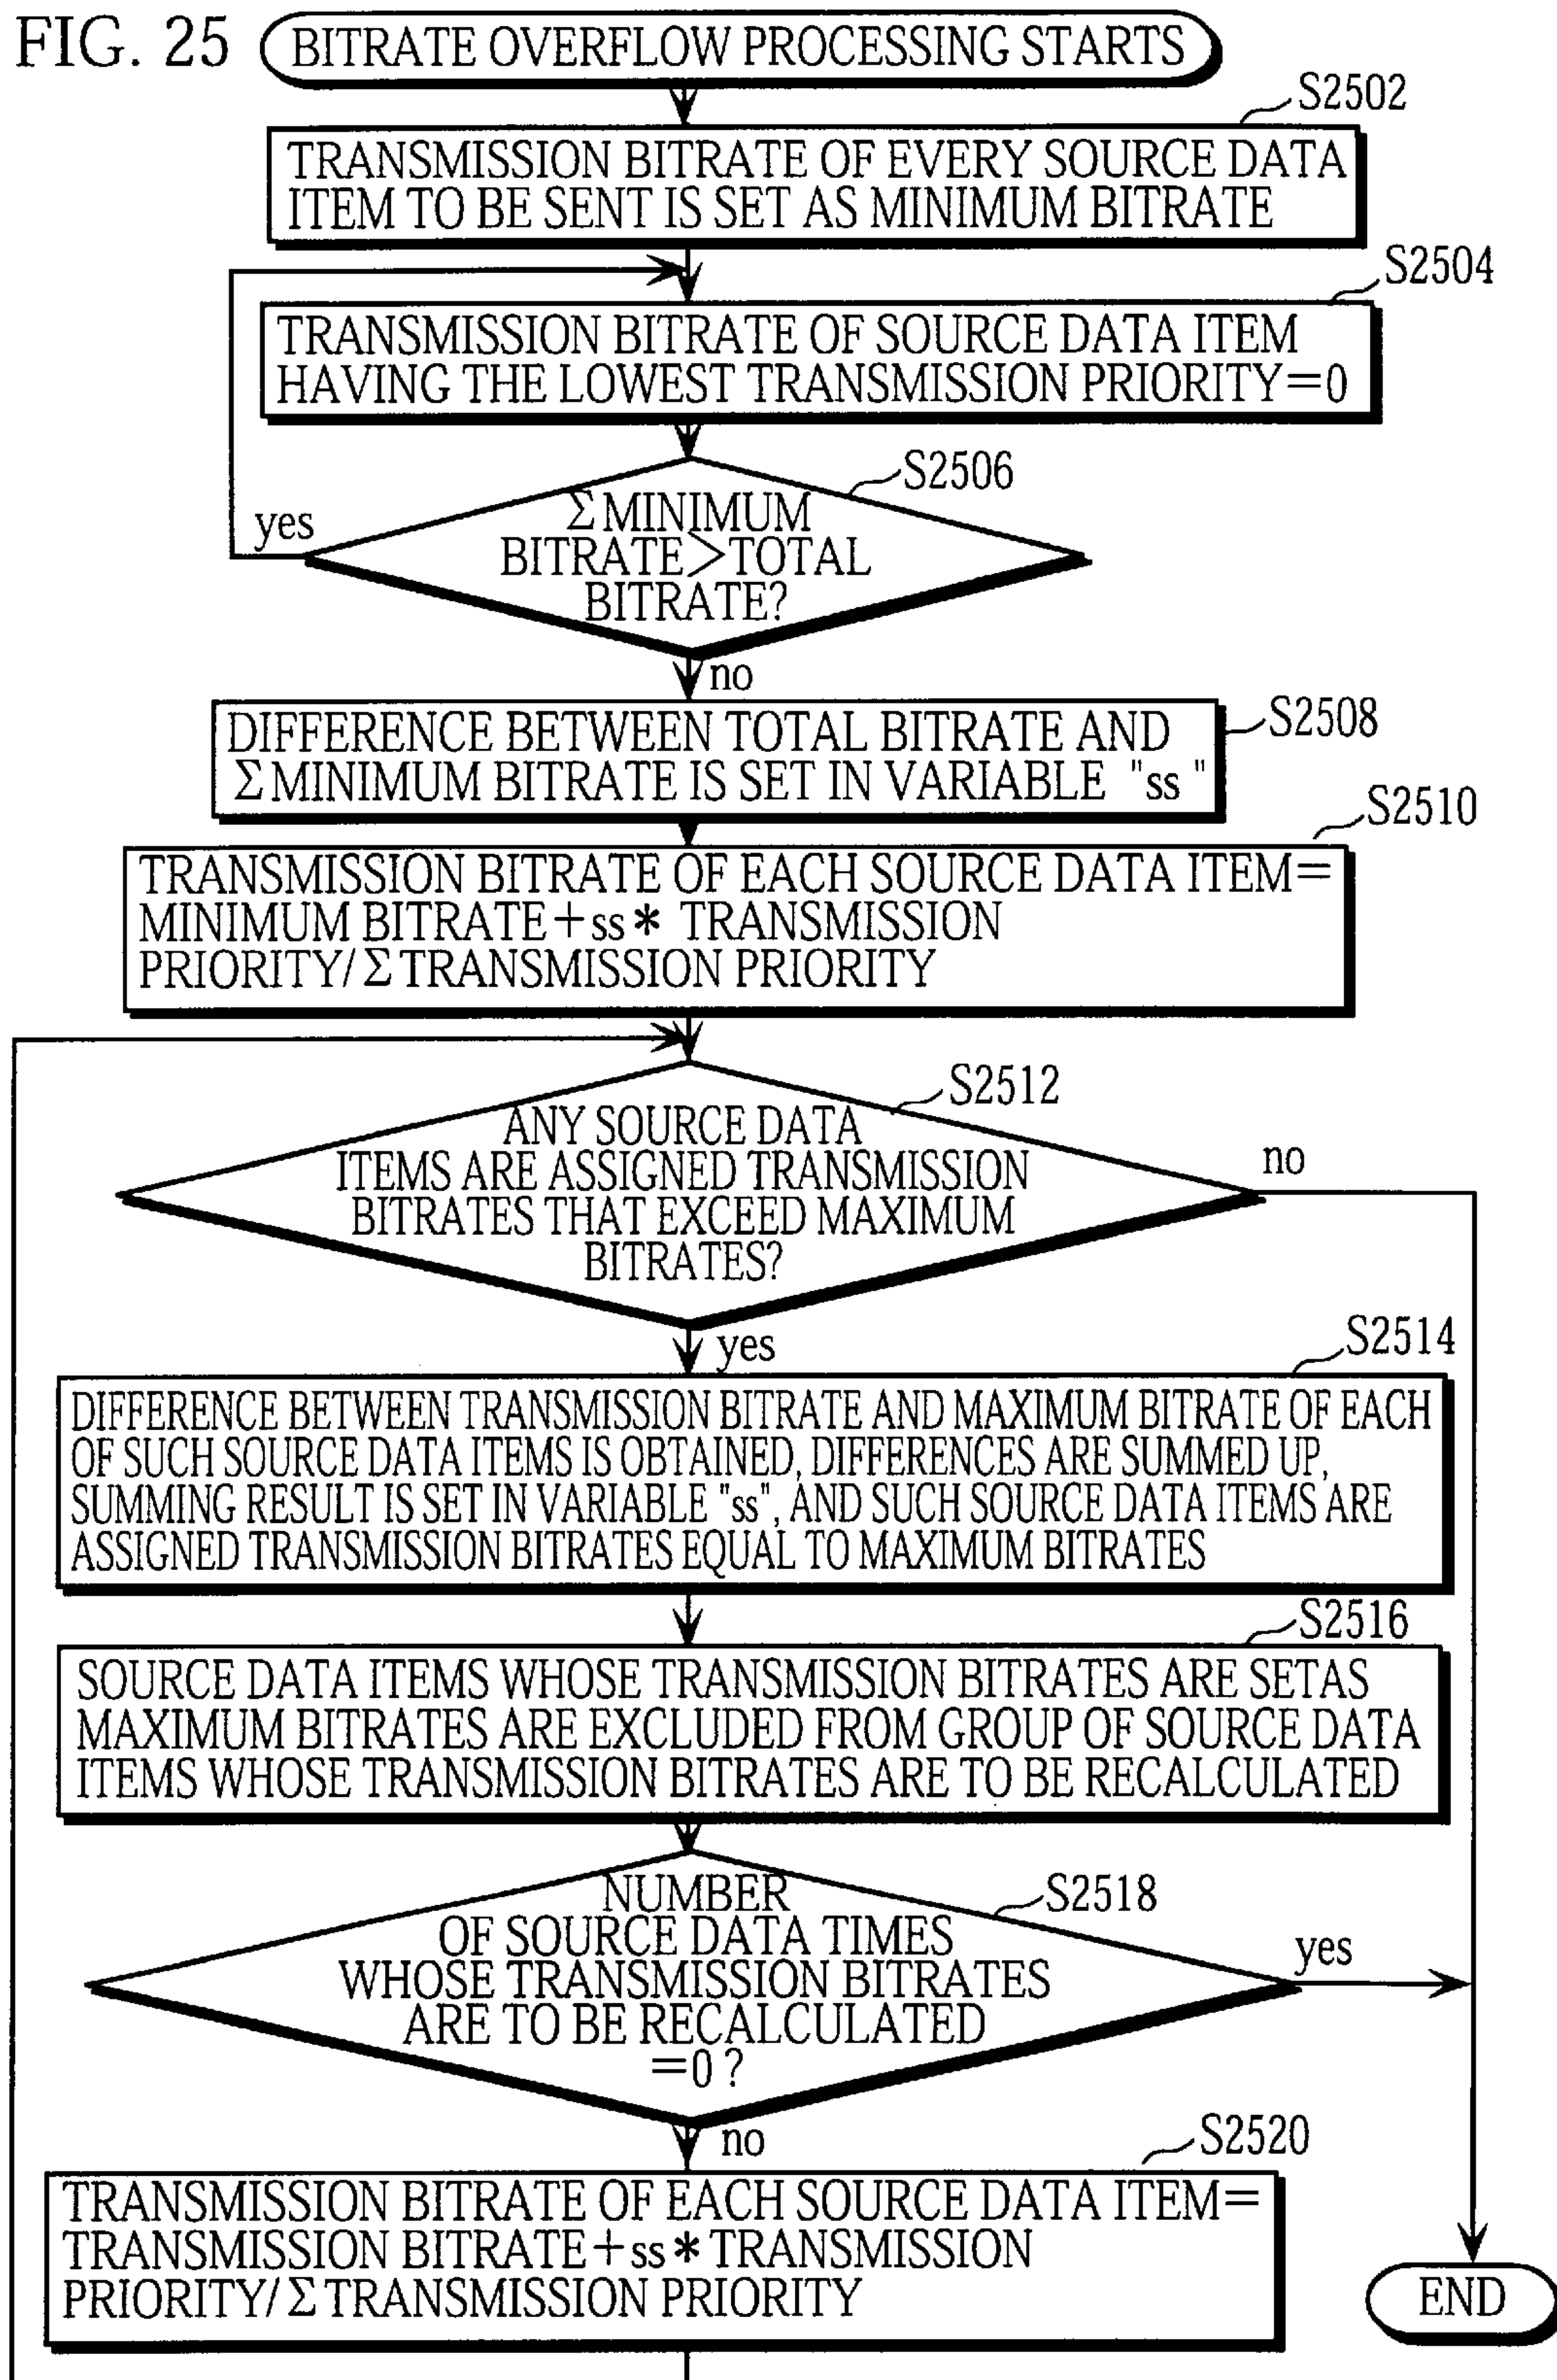 FIG. 25
BITRATE OVERFLOW PROCESSING STARTS
S2502
TRANSMISSION BITRATE OF EVERY SOURCE DATA
ITEM TO BE SENT IS SET AS MINIMUM BITRATE
S2504
TRANSMISSION BITRATE OF SOURCE DATA ITEM
HAVING THE LOWEST TRANSMISSION PRIORITY=0
S2506
yes
ΣMINIMUM
BITRATE>TOTAL
BITRATE?
no
DIFFERENCE BETWEEN TOTAL BITRATE AND
ΣMINIMUM BITRATE IS SET IN VARIABLE "ss"
S2508
S2510
TRANSMISSION BITRATE OF EACH SOURCE DATA ITEM=
MINIMUM BITRATE+ss* TRANSMISSION
PRIORITY/ΣTRANSMISSION PRIORITY
S2512
ANY SOURCE DATA
ITEMS ARE ASSIGNED TRANSMISSION
BITRATES THAT EXCEED MAXIMUM
BITRATES?
no
yes
S2514
DIFFERENCE BETWEEN TRANSMISSION BITRATE AND MAXIMUM BITRATE OF EACH
OF SUCH SOURCE DATA ITEMS IS OBTAINED, DIFFERENCES ARE SUMMED UP,
SUMMING RESULT IS SET IN VARIABLE "ss", AND SUCH SOURCE DATA ITEMS ARE
ASSIGNED TRANSMISSION BITRATES EQUAL TO MAXIMUM BITRATES
S2516
SOURCE DATA ITEMS WHOSE TRANSMISSION BITRATES ARE SETAS
MAXIMUM BITRATES ARE EXCLUDED FROM GROUP OF SOURCE DATA
ITEMS WHOSE TRANSMISSION BITRATES ARE TO BE RECALCULATED
S2518
NUMBER
OF SOURCE DATA TIMES
WHOSE TRANSMISSION BITRATES
ARE TO BE RECALCULATED
=0?
yes
no
S2520
TRANSMISSION BITRATE OF EACH SOURCE DATA ITEM=
TRANSMISSION BITRATE+ss*TRANSMISSION
PRIORITY/ΣTRANSMISSION PRIORITY
END